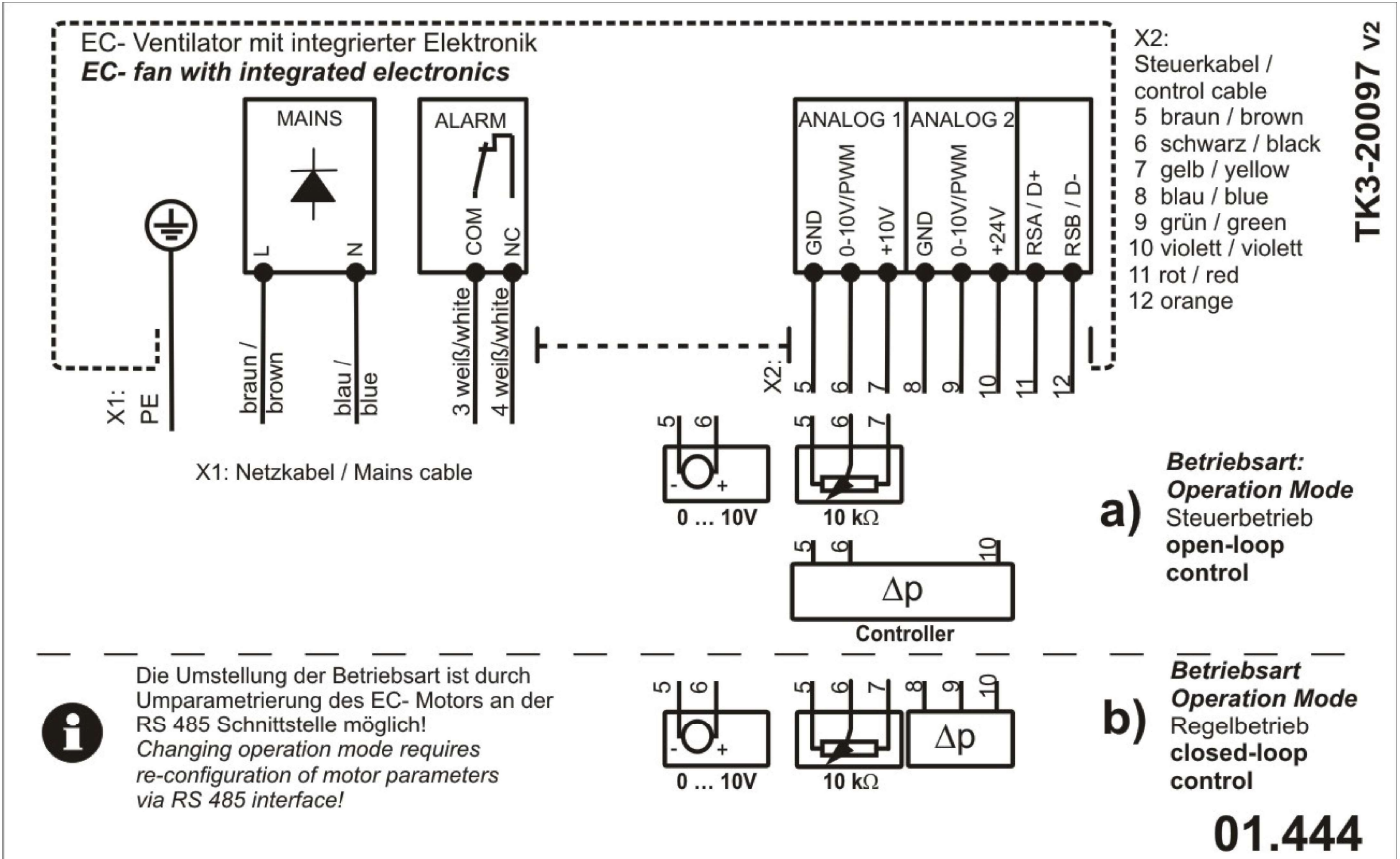 EC- Ventilator mit integrierter Elektronik
EC- fan with integrated electronics
MAINS
L
N
ALARM
COM
NC
ANALOG 1
GND
0-10V/PWM
+10V
ANALOG 2
GND
0-10V/PWM
+24V
RSA / D+
RSB / D-
X2:
Steuerkabel /
control cable
5 braun / brown
6 schwarz / black
7 gelb / yellow
8 blau / blue
9 grün / green
10 violett / violett
11 rot / red
12 orange
TK3-20097 V2
X1:
PE
braun /
brown
blau /
blue
3 weiß/white
4 weiß/white
X2:
5
6
7
8
9
10
11
12
X1: Netzkabel / Mains cable
5
6
- +
0 ... 10V
5
6
7
10 kΩ
5
6
10
Δp
Controller
a)
Betriebsart:
Operation Mode
Steuerbetrieb
open-loop
control
i
Die Umstellung der Betriebsart ist durch
Umparametrierung des EC- Motors an der
RS 485 Schnittstelle möglich!
Changing operation mode requires
re-configuration of motor parameters
via RS 485 interface!
5
6
- +
0 ... 10V
5
6
7
10 kΩ
8
9
10
Δp
b)
Betriebsart
Operation Mode
Regelbetrieb
closed-loop
control
01.444